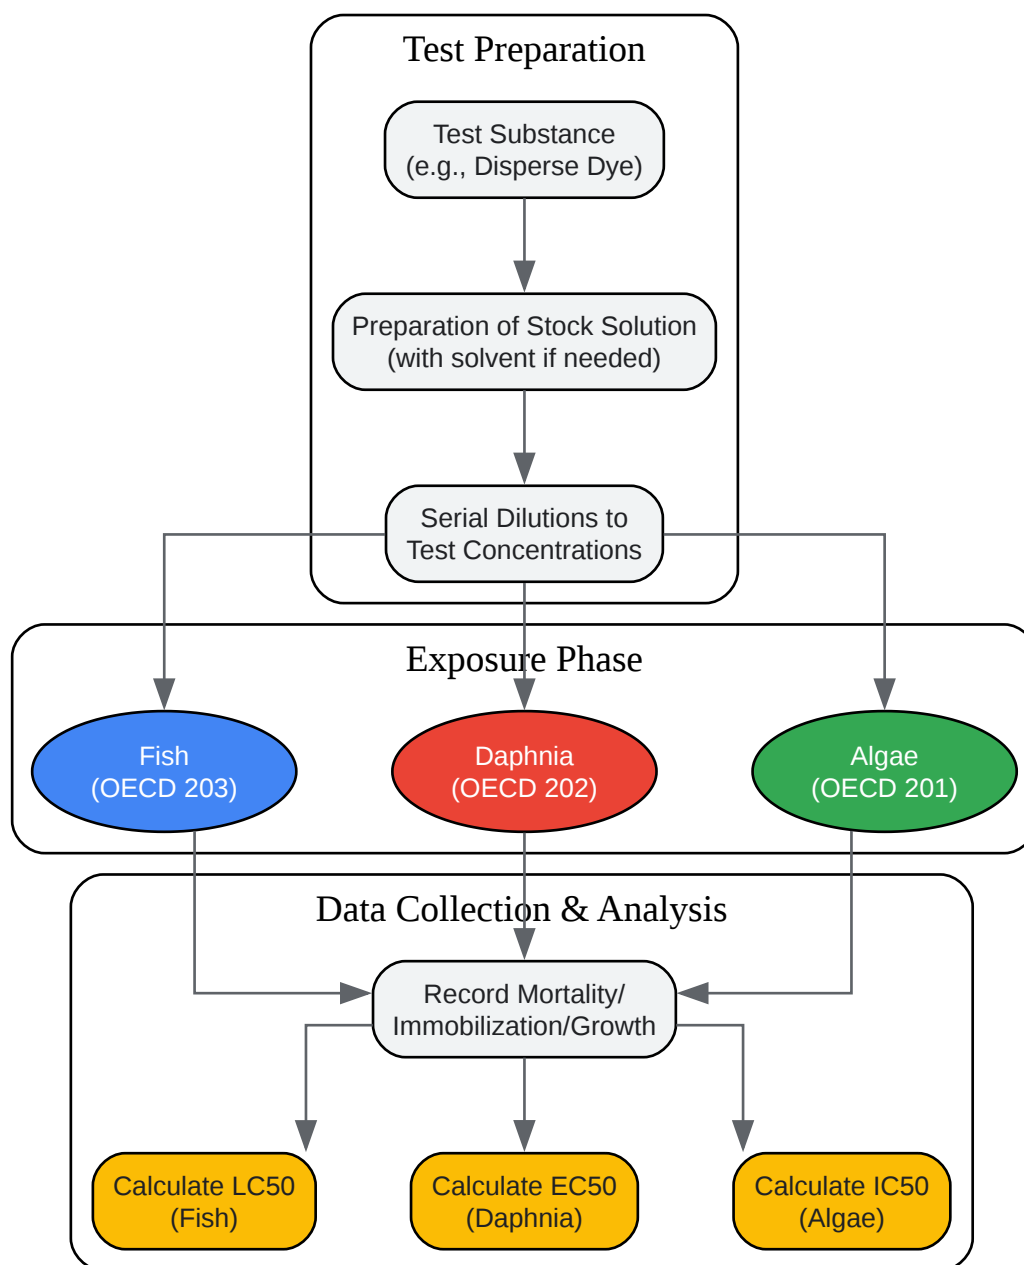 Test Preparation
Test Substance
(e.g., Disperse Dye)
Preparation of Stock Solution
(with solvent if needed)
Serial Dilutions to
Test Concentrations
Exposure Phase
Fish
(OECD 203)
Daphnia
(OECD 202)
Algae
(OECD 201)
Data Collection & Analysis
Record Mortality/
Immobilization/Growth
Calculate LC50
(Fish)
Calculate EC50
(Daphnia)
Calculate IC50
(Algae)